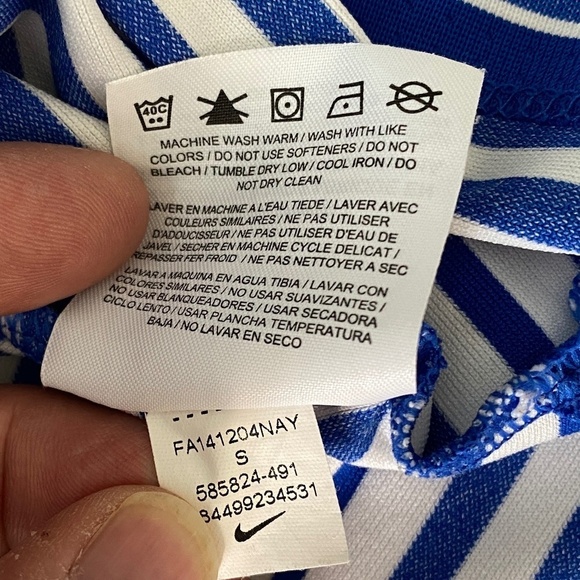 40C
MACHINE WASH WARM / WASH WITH LIKE
COLORS / DO NOT USE SOFTENERS / DO NOT
BLEACH / TUMBLE DRY LOW / COOL IRON / DO
NOT DRY CLEAN
LAVER EN MACHINE A L'EAU TIEDE / LAVER AVEC
COULEURS SIMILAIRES / NE PAS UTILISER
D'ADOUCISSEUR / NE PAS UTILISER D'EAU DE
JAVEL / SECHER EN MACHINE CYCLE DELICAT /
REPASSER FER FROID / NE PAS NETTOYER A SEC
LAVAR A MAQUINA EN AGUA TIBIA / LAVAR CON
COLORES SIMILARES / NO USAR SUAVIZANTES /
NO USAR BLANQUEADORES / USAR SECADORA
CICLO LENTO / USAR PLANCHA TEMPERATURA
BAJA / NO LAVAR EN SECO
FA141204NAY
S
585824-491
84499234531